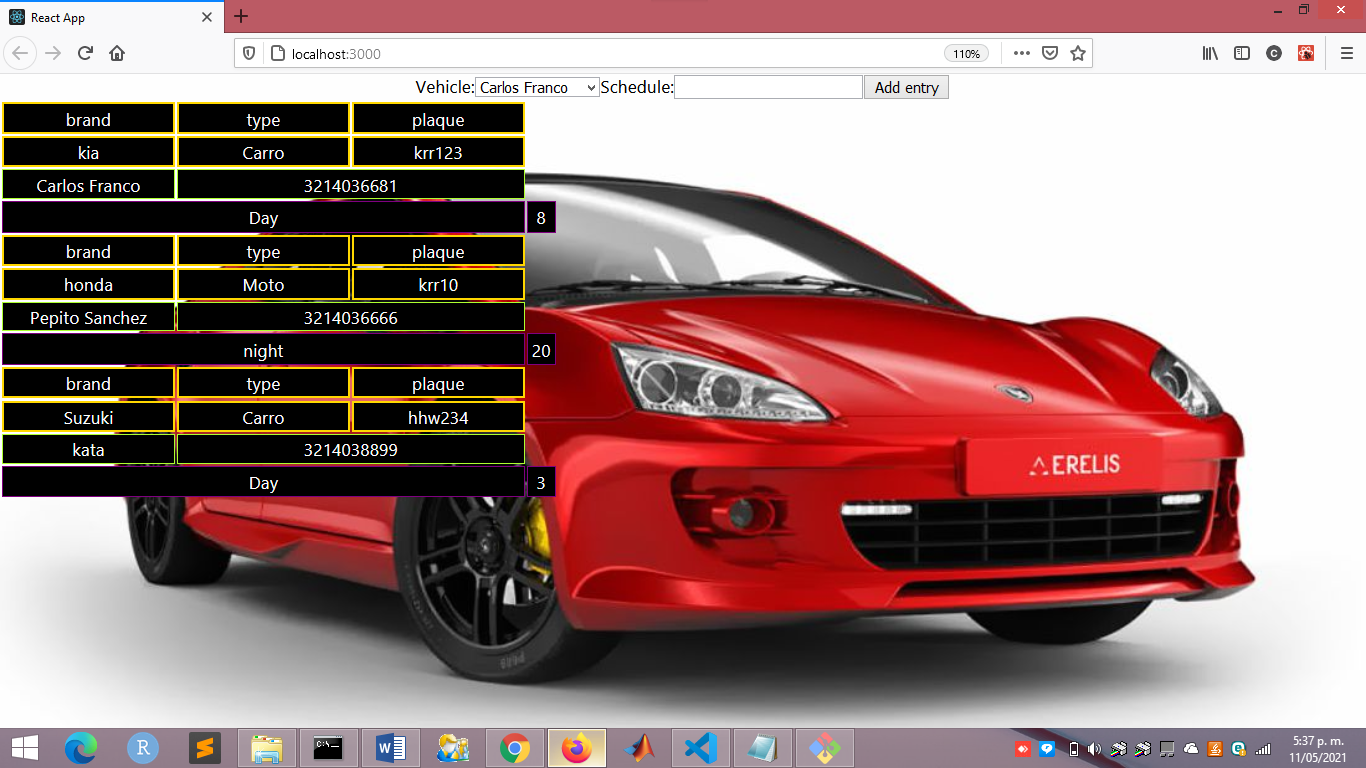 React App
localhost:3000
110%
Vehicle: Carlos Franco Schedule: Add entry
brand type plaque
kia Carro krr123
Carlos Franco 3214036681
Day 8
brand type plaque
honda Moto krr10
Pepito Sanchez 3214036666
night 20
brand type plaque
Suzuki Carro hhw234
kata 3214038899
Day 3
ERELIS
5:37 p. m.
11/05/2021